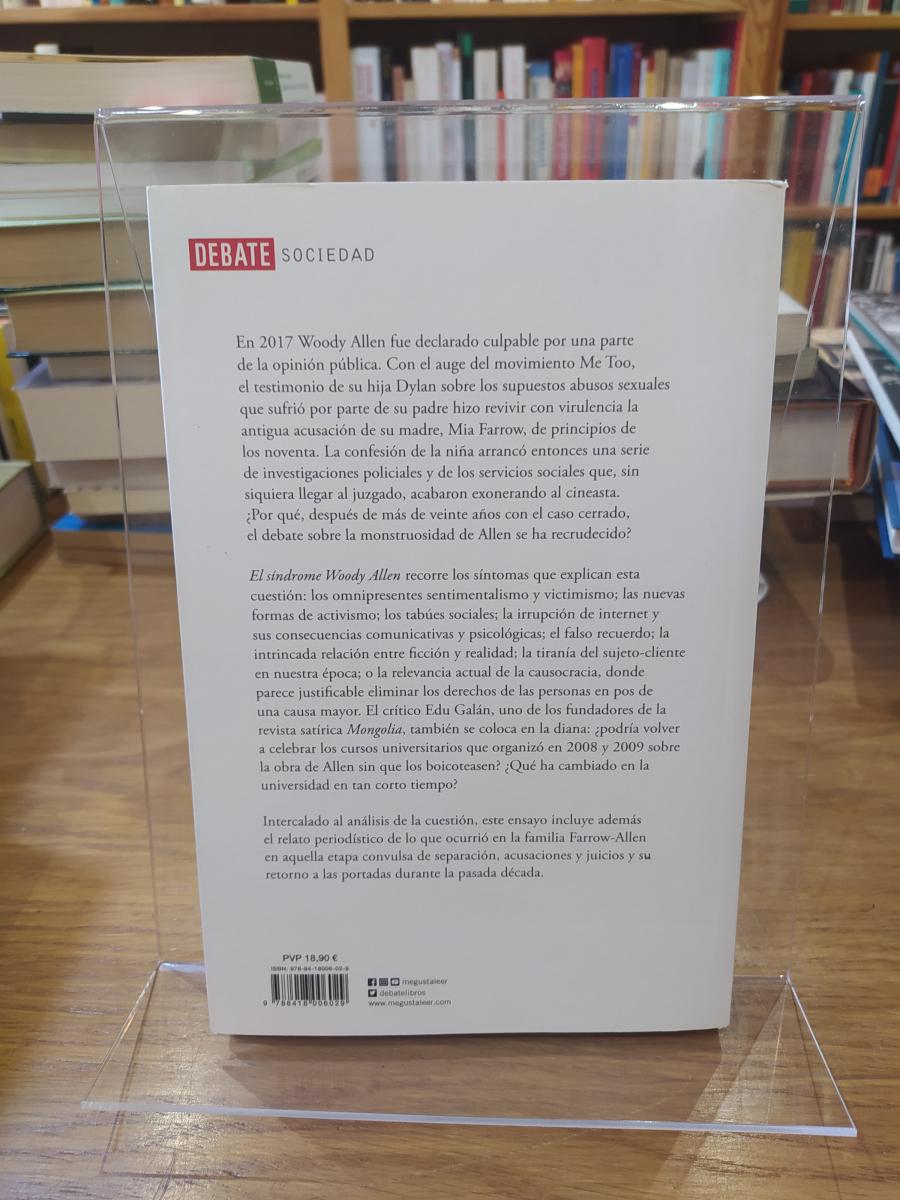 DEBATE SOCIEDAD
En 2017 Woody Allen fue declarado culpable por una parte
de la opinión pública. Con el auge del movimiento Me Too,
el testimonio de su hija Dylan sobre los supuestos abusos sexuales
que sufrió por parte de su padre hizo revivir con virulencia la
antigua acusación de su madre, Mia Farrow, de principios de
los noventa. La confesión de la niña arrancó entonces una serie
de investigaciones policiales y de los servicios sociales que, sin
siquiera llegar al juzgado, acabaron exonerando al cineasta.
¿Por qué, después de más de veinte años con el caso cerrado,
el debate sobre la monstruosidad de Allen se ha recrudecido?
El síndrome Woody Allen recorre los síntomas que explican esta
cuestión: los omnipresentes sentimentalismo y victimismo; las nuevas
formas de activismo; los tabúes sociales; la irrupción de internet y
sus consecuencias comunicativas y psicológicas; el falso recuerdo; la
intrincada relación entre ficción y realidad; la tiranía del sujeto-cliente
en nuestra época; o la relevancia actual de la causocracia, donde
parece justificable eliminar los derechos de las personas en pos de
una causa mayor. El crítico Edu Galán, uno de los fundadores de la
revista satírica Mongolia, también se coloca en la diana: ¿podría volver
a celebrar los cursos universitarios que organizó en 2008 y 2009 sobre
la obra de Allen sin que los boicoteasen? ¿Qué ha cambiado en la
universidad en tan corto tiempo?
Intercalado al análisis de la cuestión, este ensayo incluye además
el relato periodístico de lo que ocurrió en la familia Farrow-Allen
en aquella etapa convulsa de separación, acusaciones y juicios y su
retorno a las portadas durante la pasada década.
PVP 18,90 €
ISBN: 978-84-18006-02-9
9 788418 006029
megustaleer
debatelibros
www.megustaleer.com